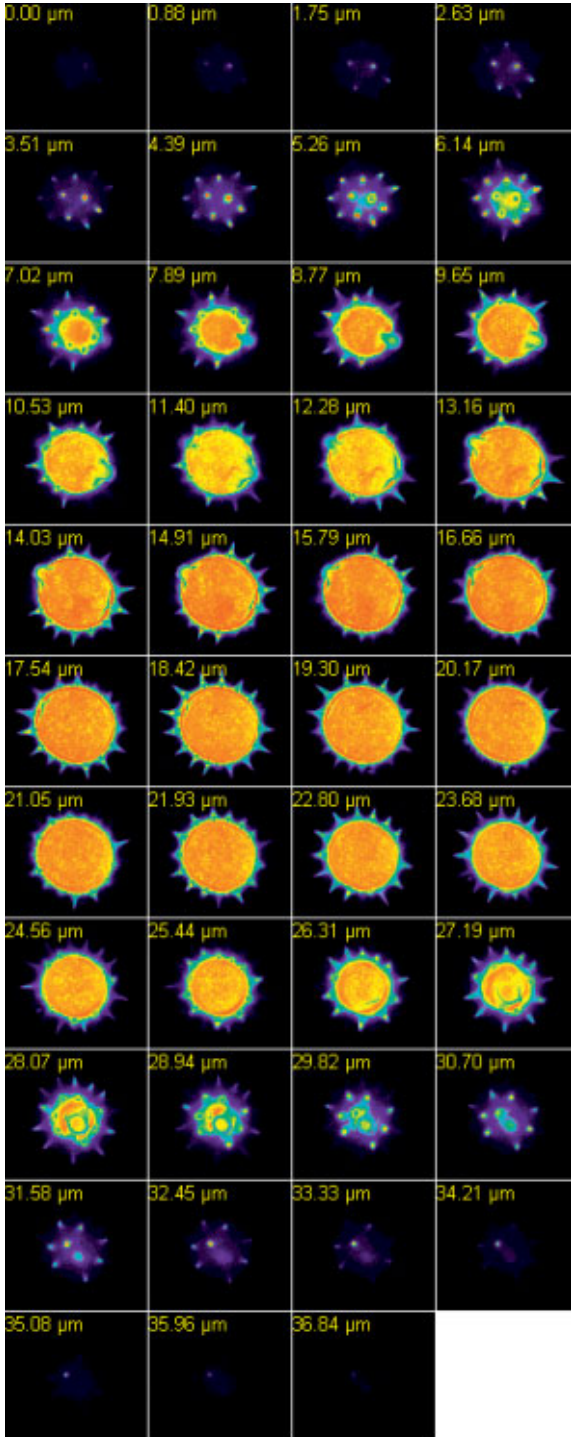 0.00 µm 0.88 µm 1.75 µm 2.63 µm
3.51 µm 4.39 µm 5.26 µm 6.14 µm
7.02 µm 7.89 µm 8.77 µm 9.65 µm
10.53 µm 11.40 µm 12.28 µm 13.16 µm
14.03 µm 14.91 µm 15.79 µm 16.66 µm
17.54 µm 18.42 µm 19.30 µm 20.17 µm
21.05 µm 21.93 µm 22.80 µm 23.68 µm
24.56 µm 25.44 µm 26.31 µm 27.19 µm
28.07 µm 28.94 µm 29.82 µm 30.70 µm
31.58 µm 32.45 µm 33.33 µm 34.21 µm
35.08 µm 35.96 µm 36.84 µm